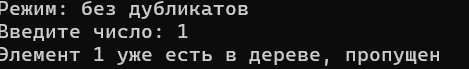 Режим: без дубликатов
Введите число: 1
Элемент 1 уже есть в дереве, пропущен